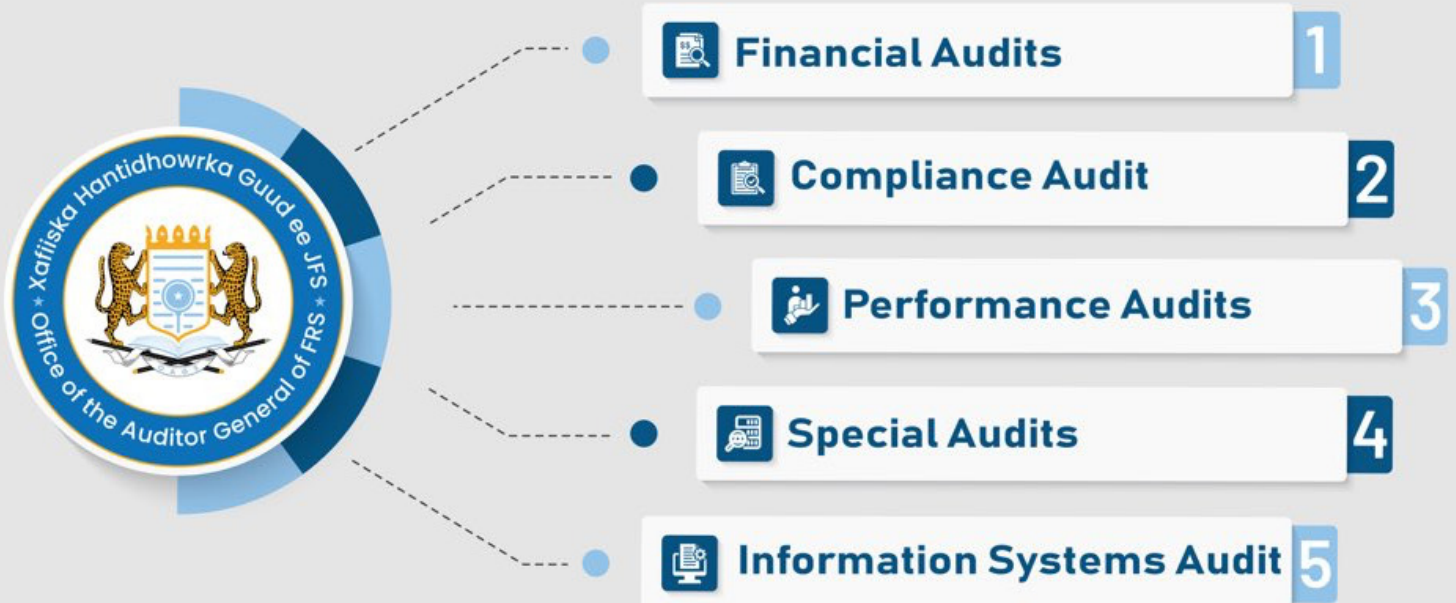 Xafiiska Hantidhowrka Guud ee JFS
Office of the Auditor General of FRS
Financial Audits
1
Compliance Audit
2
Performance Audits
3
Special Audits
4
Information Systems Audit
5